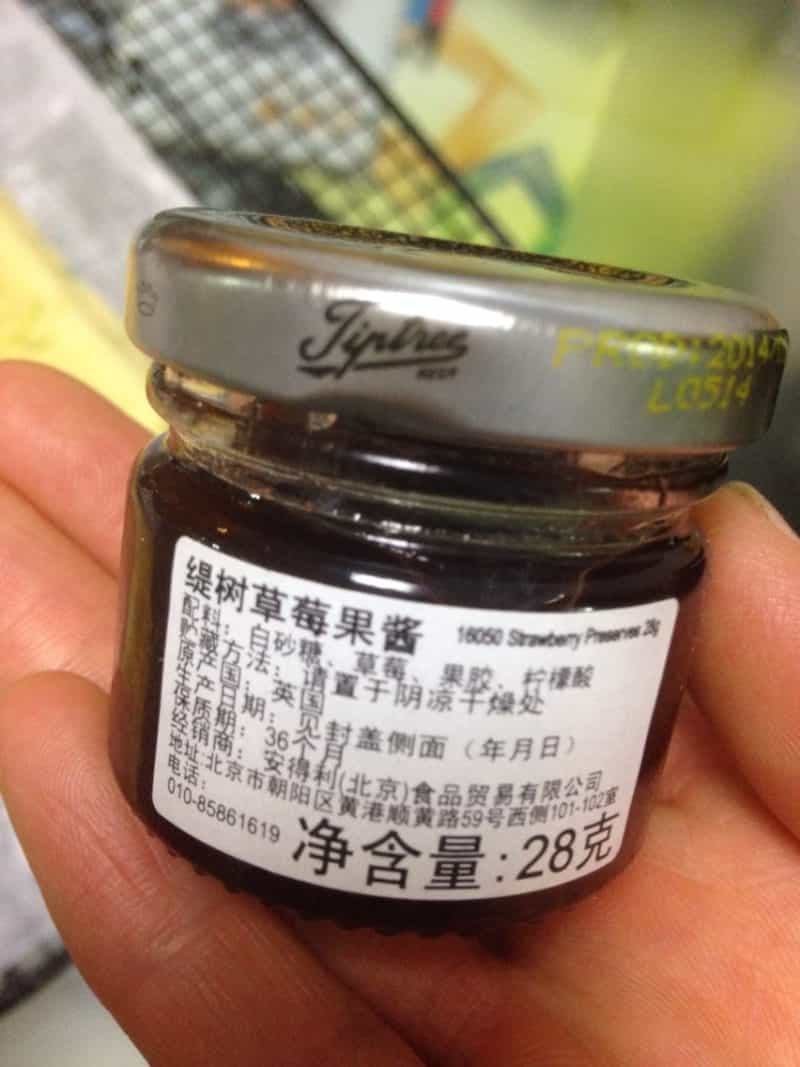 Tiptree
PROD:2014
L0514
缇树草莓果酱 16050 Strawberry Preserves 28g
配料：白砂糖、草莓、果胶、柠檬酸
贮藏方法：请置于阴凉干燥处
原产国：英国
生产日期：见封盖侧面（年月日）
保质期：36个月
经销商：安得利(北京)食品贸易有限公司
地址:北京市朝阳区黄港顺黄路59号西侧101-102室
电话：
010-85861619
净含量:28克